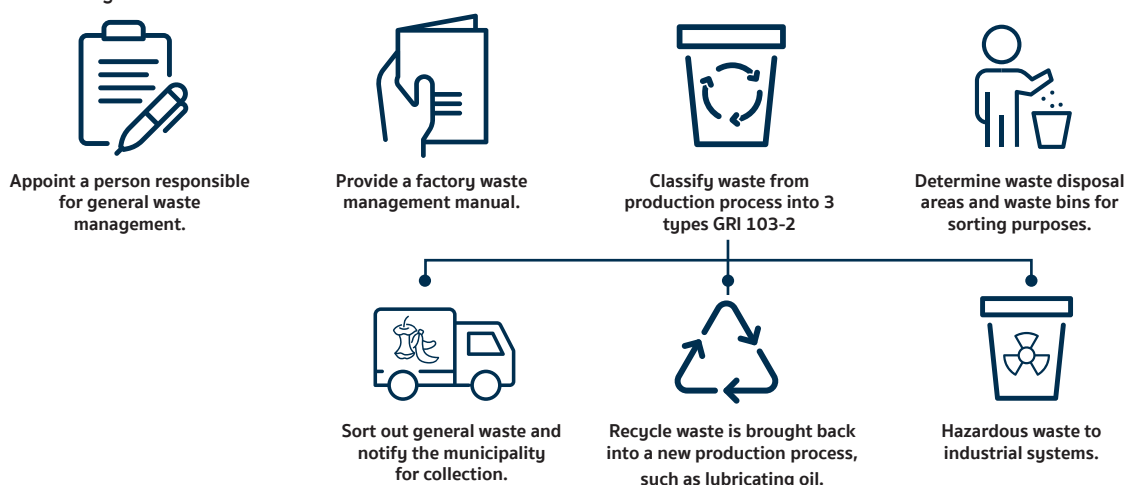 Appoint a person responsible
for general waste
management.
Provide a factory waste
management manual.
Classify waste from
production process into 3
types GRI 103-2
Determine waste disposal
areas and waste bins for
sorting purposes.
Sort out general waste and
notify the municipality
for collection.
Recycle waste is brought back
into a new production process,
such as lubricating oil.
Hazardous waste to
industrial systems.